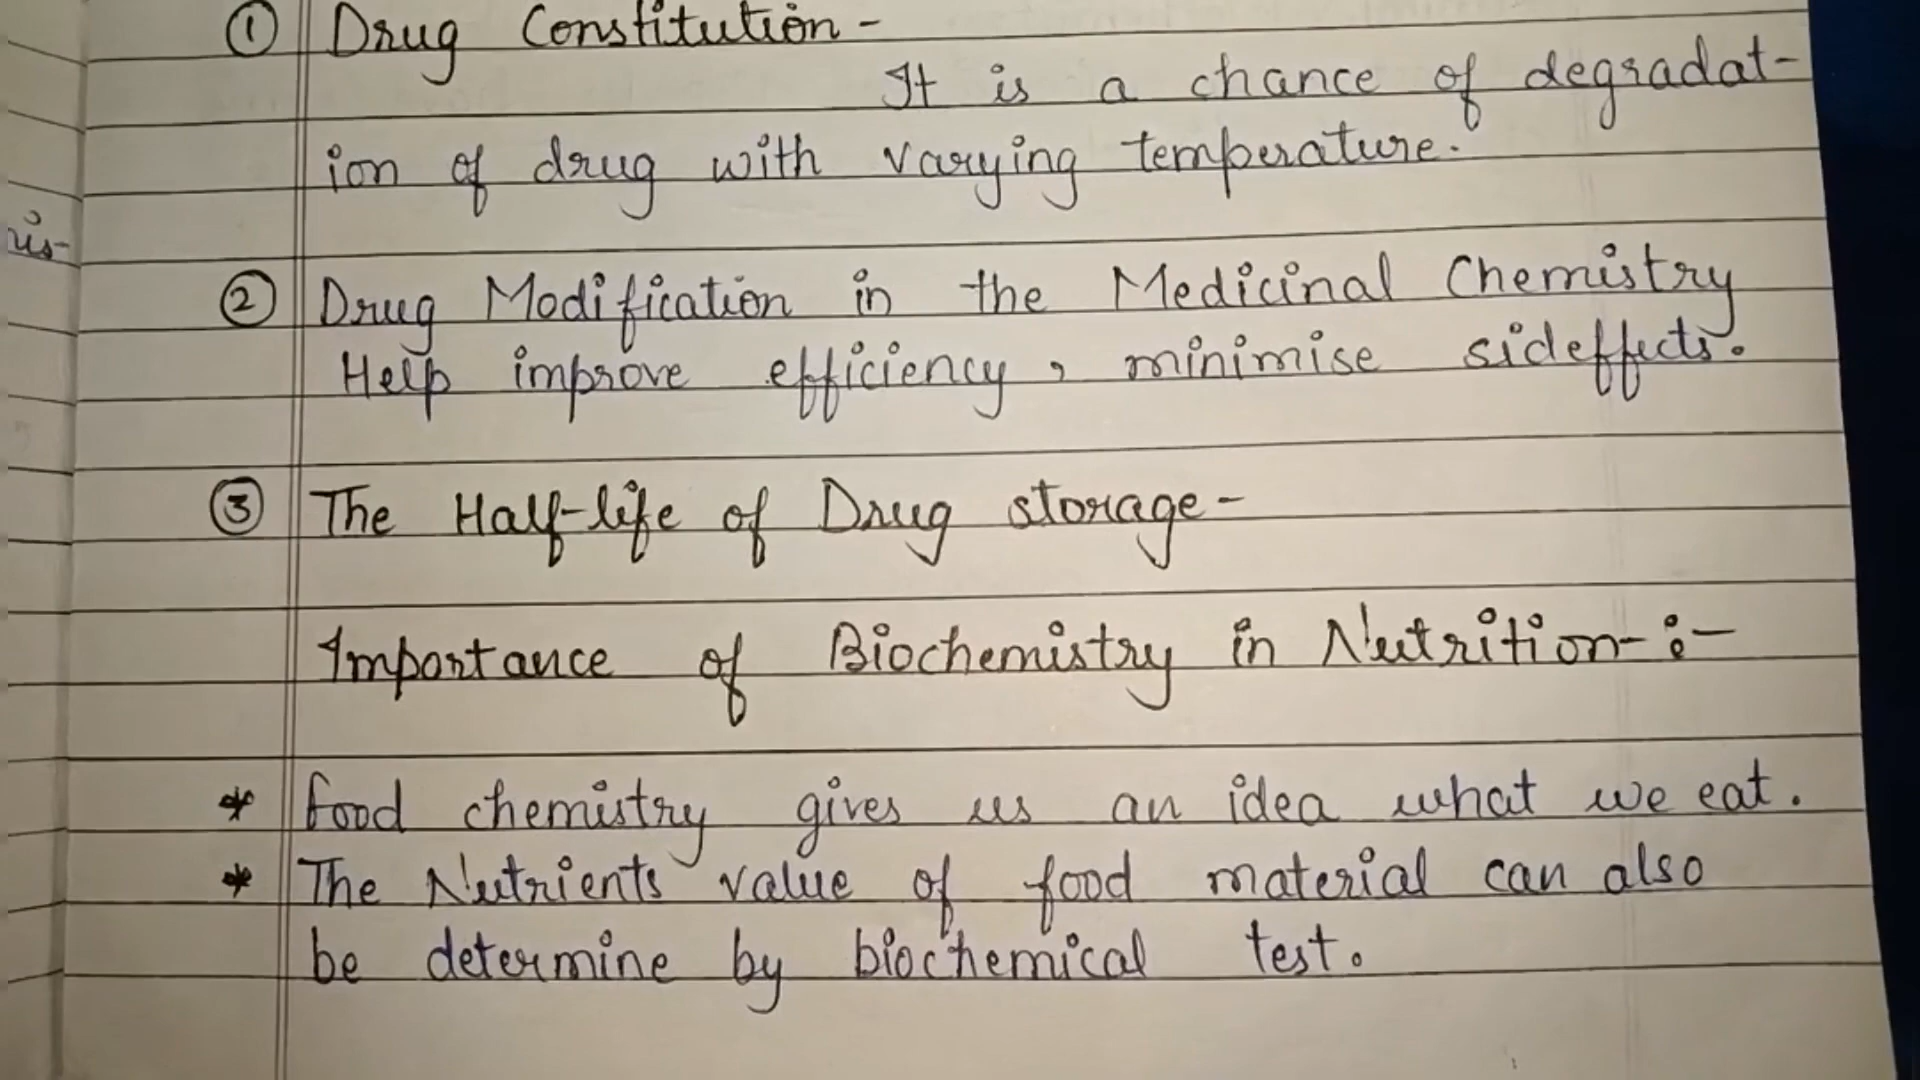 ① Drug Constitution -
It is a chance of degradat-
ion of drug with varying temperature.
② Drug Modification in the Medicinal Chemistry
Help improve efficiency, minimise sideffects.
③ The Half-life of Drug storage -
Importance of Biochemistry in Nutrition-:-
* food chemistry gives us an idea what we eat.
* The Nutrients value of food material can also
be determine by biochemical test.